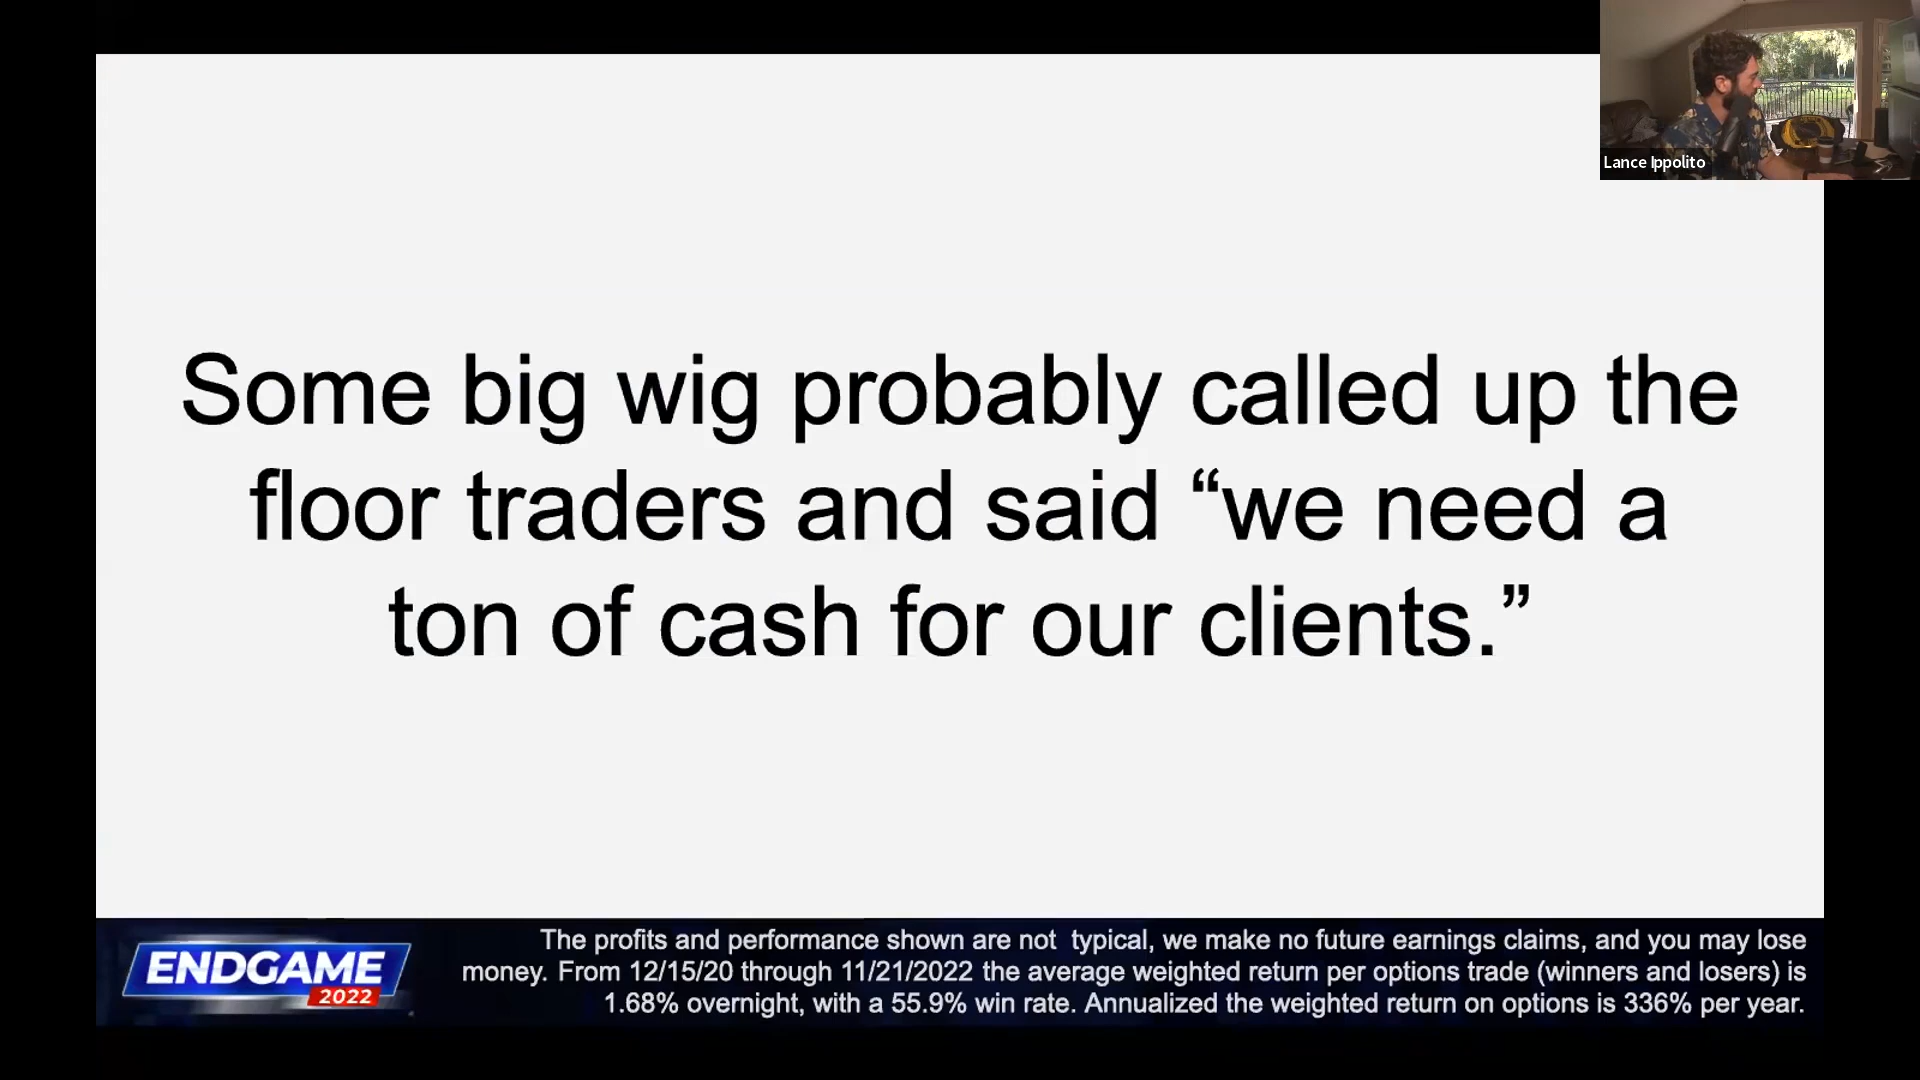 Lance Ippolito
Some big wig probably called up the
floor traders and said “we need a
ton of cash for our clients.”
ENDGAME
2022
The profits and performance shown are not typical, we make no future earnings claims, and you may lose
money. From 12/15/20 through 11/21/2022 the average weighted return per options trade (winners and losers) is
1.68% overnight, with a 55.9% win rate. Annualized the weighted return on options is 336% per year.